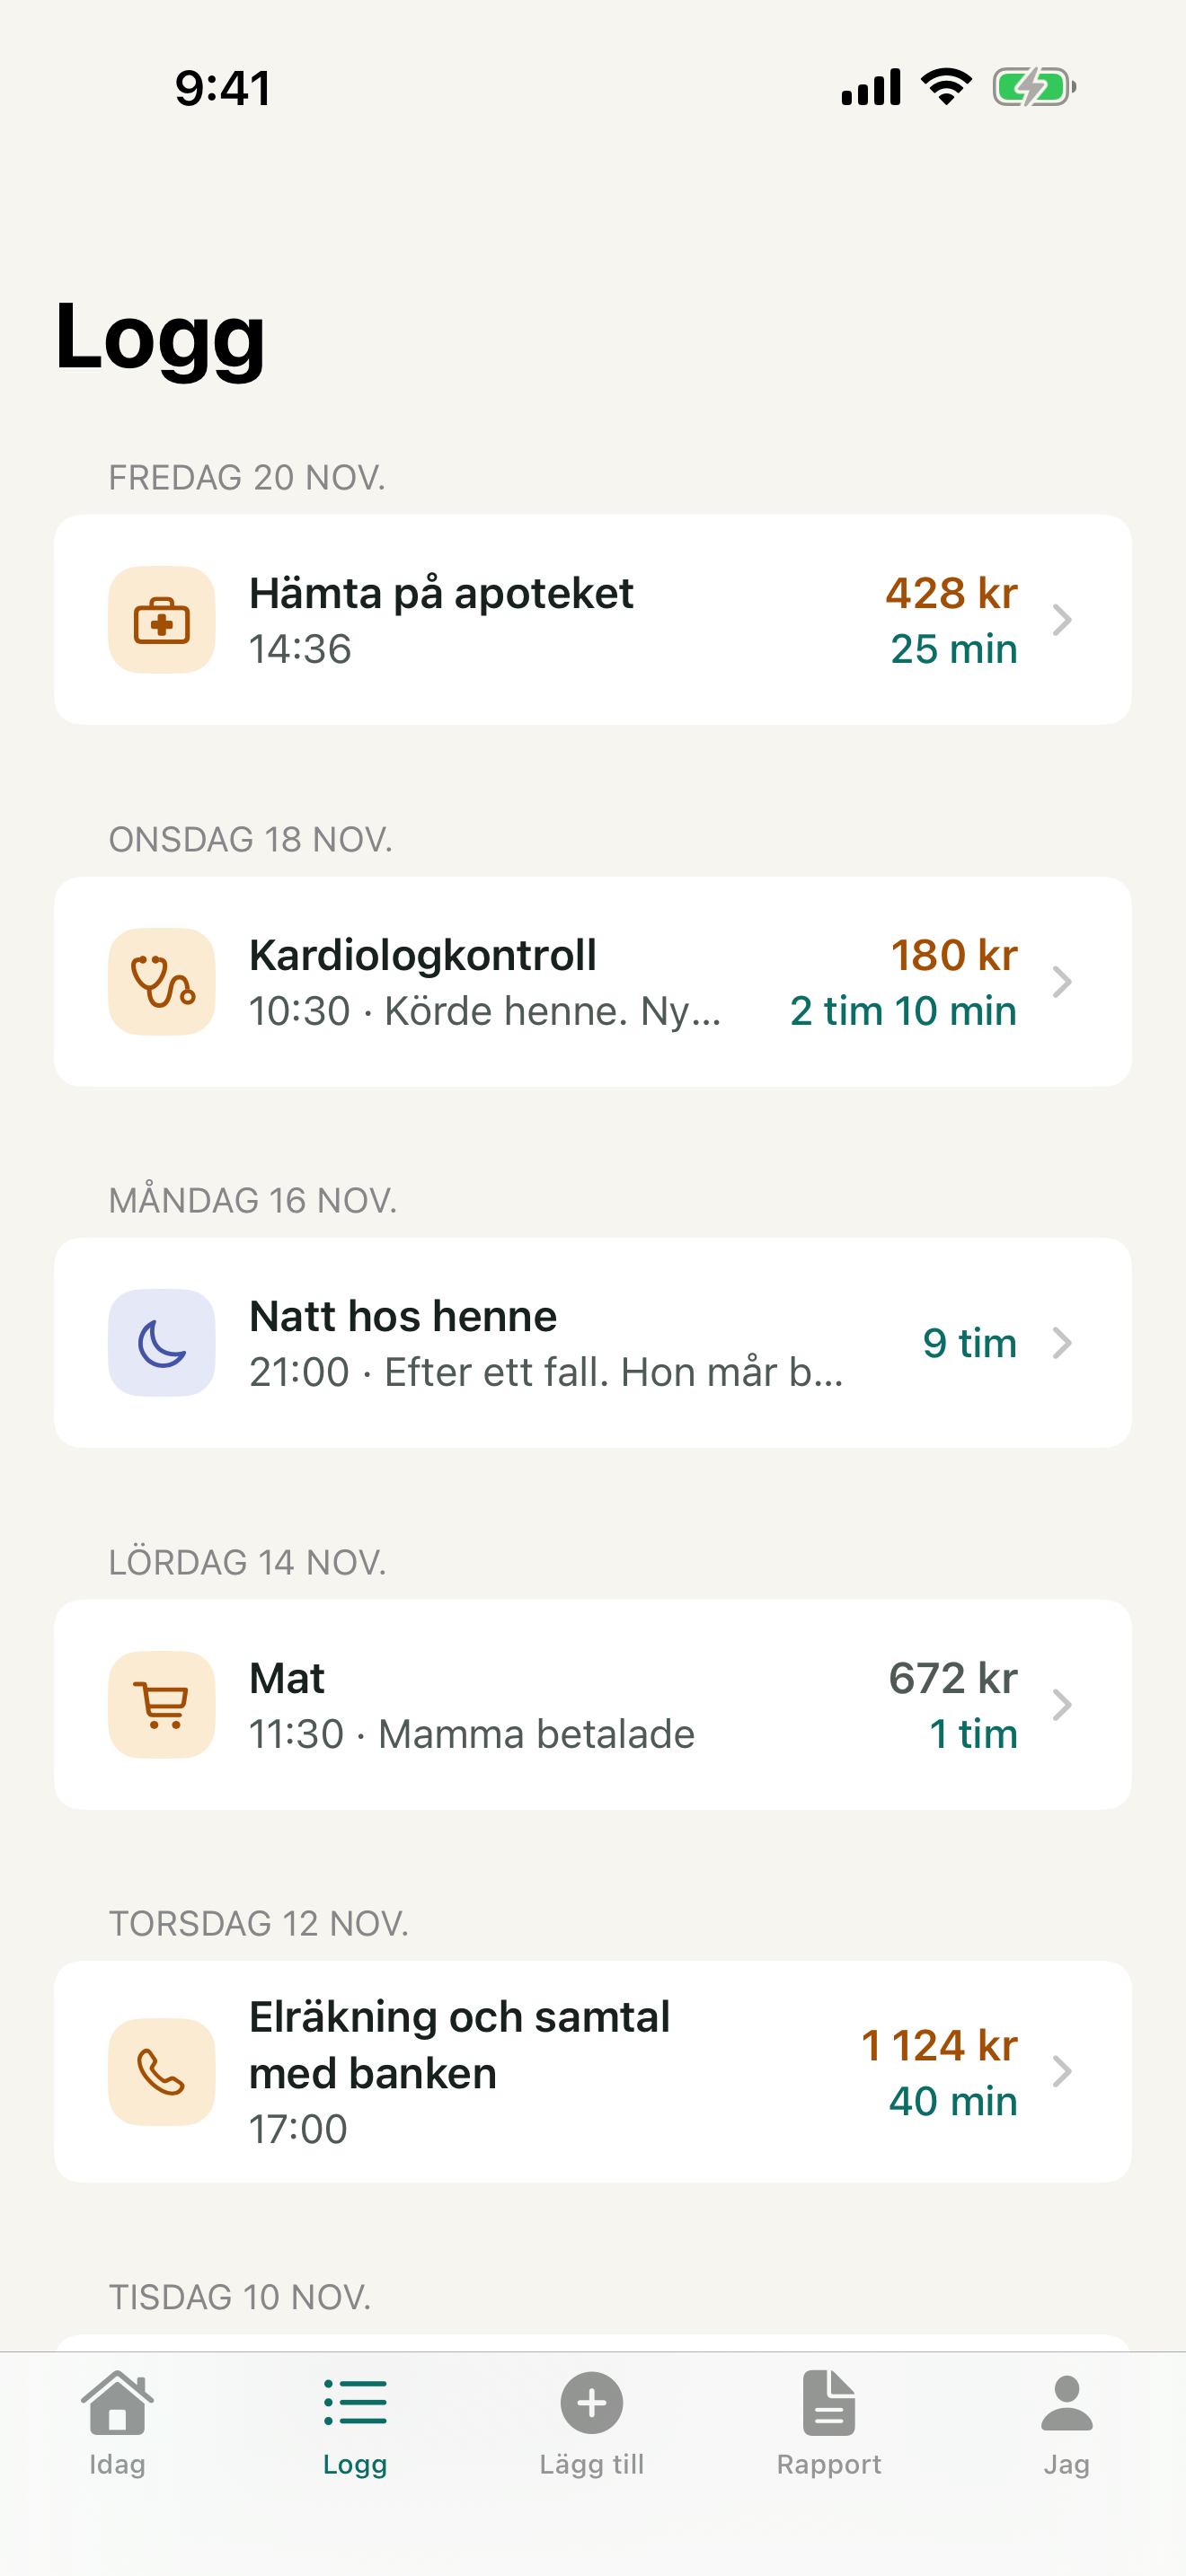 9:41
Logg
FREDAG 20 NOV.
Hämta på apoteket
428 kr
14:36
25 min
ONSDAG 18 NOV.
Kardiologkontroll
180 kr
10:30 · Körde henne. Ny...
2 tim 10 min
MÅNDAG 16 NOV.
Natt hos henne
9 tim
21:00 · Efter ett fall. Hon mår b...
LÖRDAG 14 NOV.
Mat
672 kr
11:30 · Mamma betalade
1 tim
TORSDAG 12 NOV.
Elräkning och samtal
med banken
1 124 kr
17:00
40 min
TISDAG 10 NOV.
Idag
Logg
Lägg till
Rapport
Jag